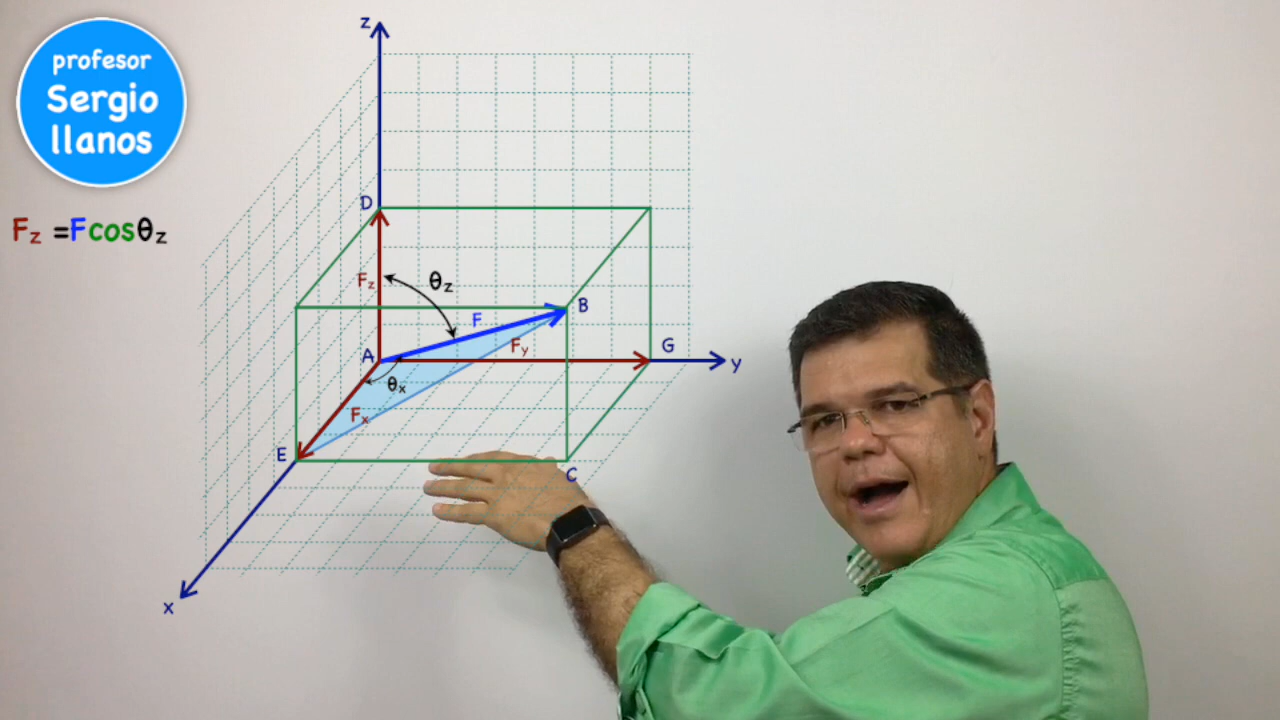 profesor
Sergio
llanos
z
D
Fz =Fcosθz
Fz
θz
B
F
A
Fy
G
y
θx
Fx
E
C
x